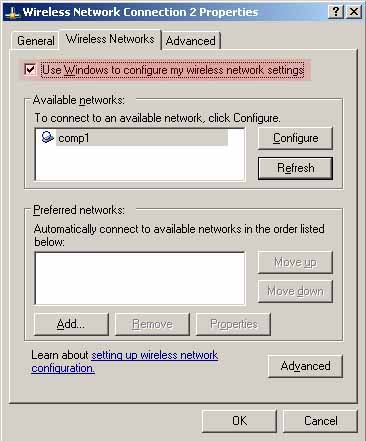 Wireless Network Connection 2 Properties
General
Wireless Networks
Advanced
Use Windows to configure my wireless network settings
Available networks:
To connect to an available network, click Configure.
comp1
Configure
Refresh
Preferred networks:
Automatically connect to available networks in the order listed
below:
Move up
Move down
Add...
Remove
Properties
Learn about setting up wireless network
configuration.
Advanced
OK
Cancel